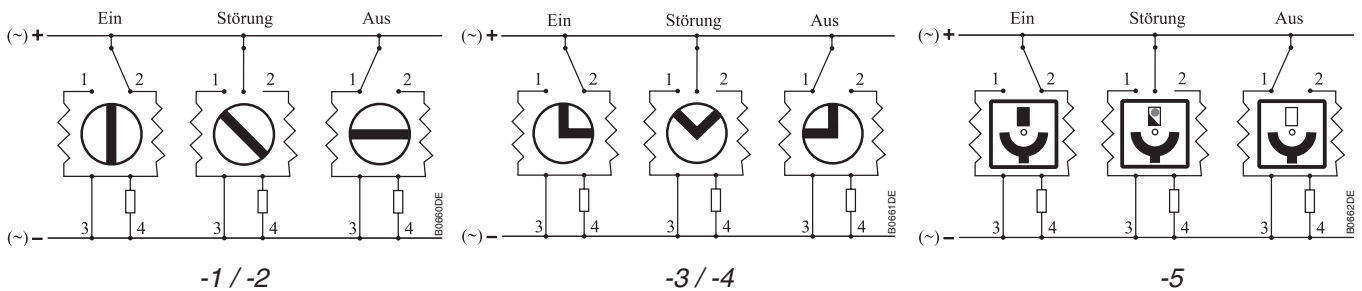 Ein Störung Aus
(~) +
1 2 1 2 1 2
3 4 3 4 3 4
(~) –
B0660DE
-1 / -2
Ein Störung Aus
(~) +
1 2 1 2 1 2
3 4 3 4 3 4
(~) –
B0661DE
-3 / -4
Ein Störung Aus
(~) +
1 2 1 2 1 2
3 4 3 4 3 4
(~) –
B0662DE
-5